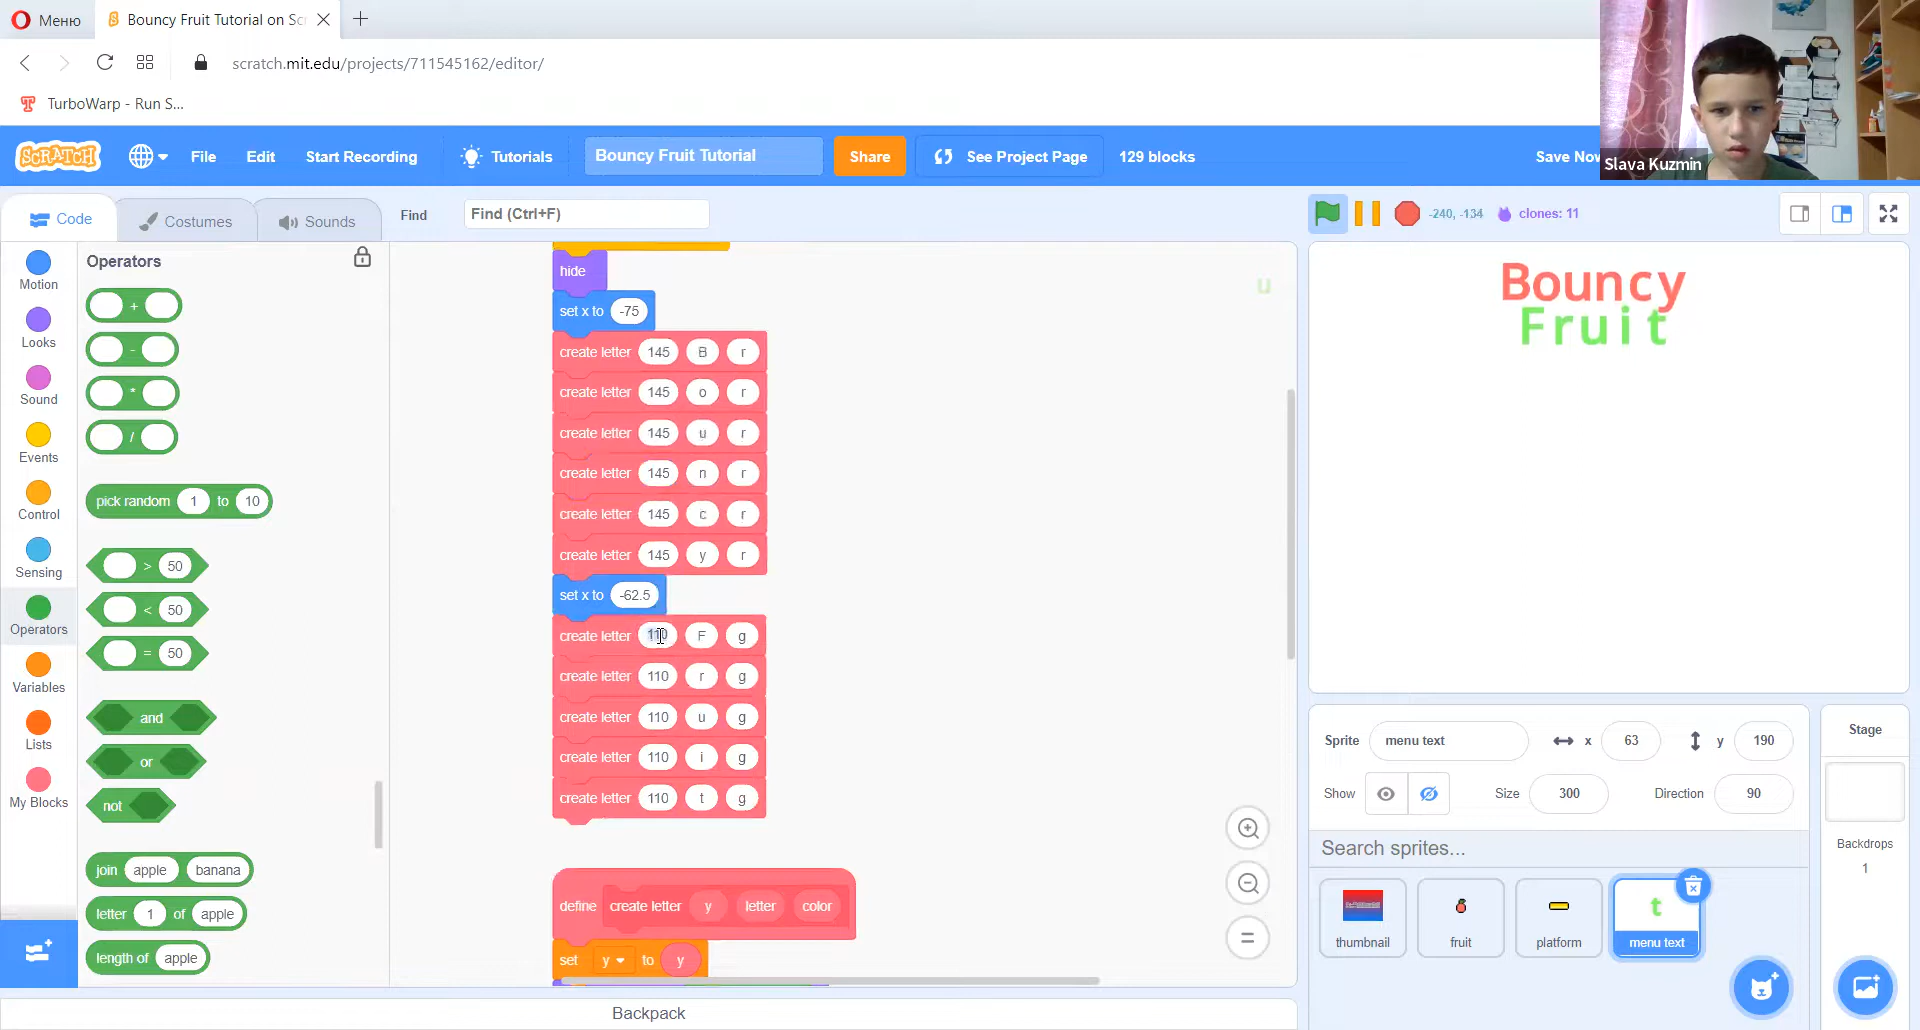 Меню
Bouncy Fruit Tutorial on Sc
scratch.mit.edu/projects/711545162/editor/
TurboWarp - Run S...
Slava Kuzmin
SCRATCH
File
Edit
Start Recording
Tutorials
Bouncy Fruit Tutorial
Share
See Project Page
129 blocks
Save Now
Code
Costumes
Sounds
Find
Find (Ctrl+F)
-240, -134
clones: 11
Motion
Looks
Sound
Events
Control
Sensing
Operators
Variables
Lists
My Blocks
Operators
+
-
*
/
pick random 1 to 10
> 50
< 50
= 50
and
or
not
join apple banana
letter 1 of apple
length of apple
hide
set x to -75
create letter 145 B r
create letter 145 o r
create letter 145 u r
create letter 145 n r
create letter 145 c r
create letter 145 y r
set x to -62.5
create letter 110 F g
create letter 110 r g
create letter 110 u g
create letter 110 i g
create letter 110 t g
define create letter y letter color
set y to y
u
Backpack
Bouncy
Fruit
Sprite menu text x 63 y 190
Show Size 300 Direction 90
Search sprites...
thumbnail
fruit
platform
t
menu text
Stage
Backdrops
1